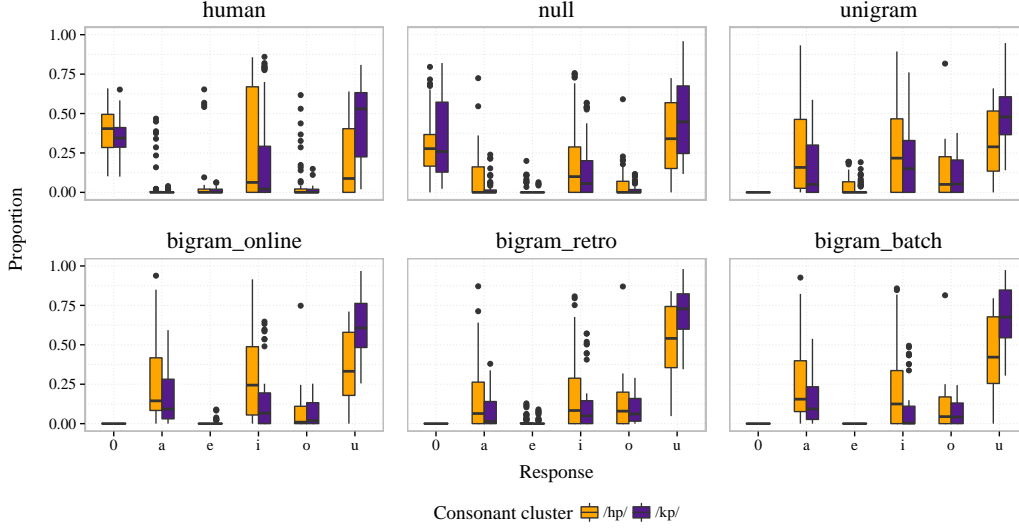 human null unigram
1.00
0.75
0.50
0.25
0.00
Proportion
bigram_online bigram_retro bigram_batch
1.00
0.75
0.50
0.25
0.00
0 a e i o u 0 a e i o u 0 a e i o u
Response
Consonant cluster /hp/ /kp/